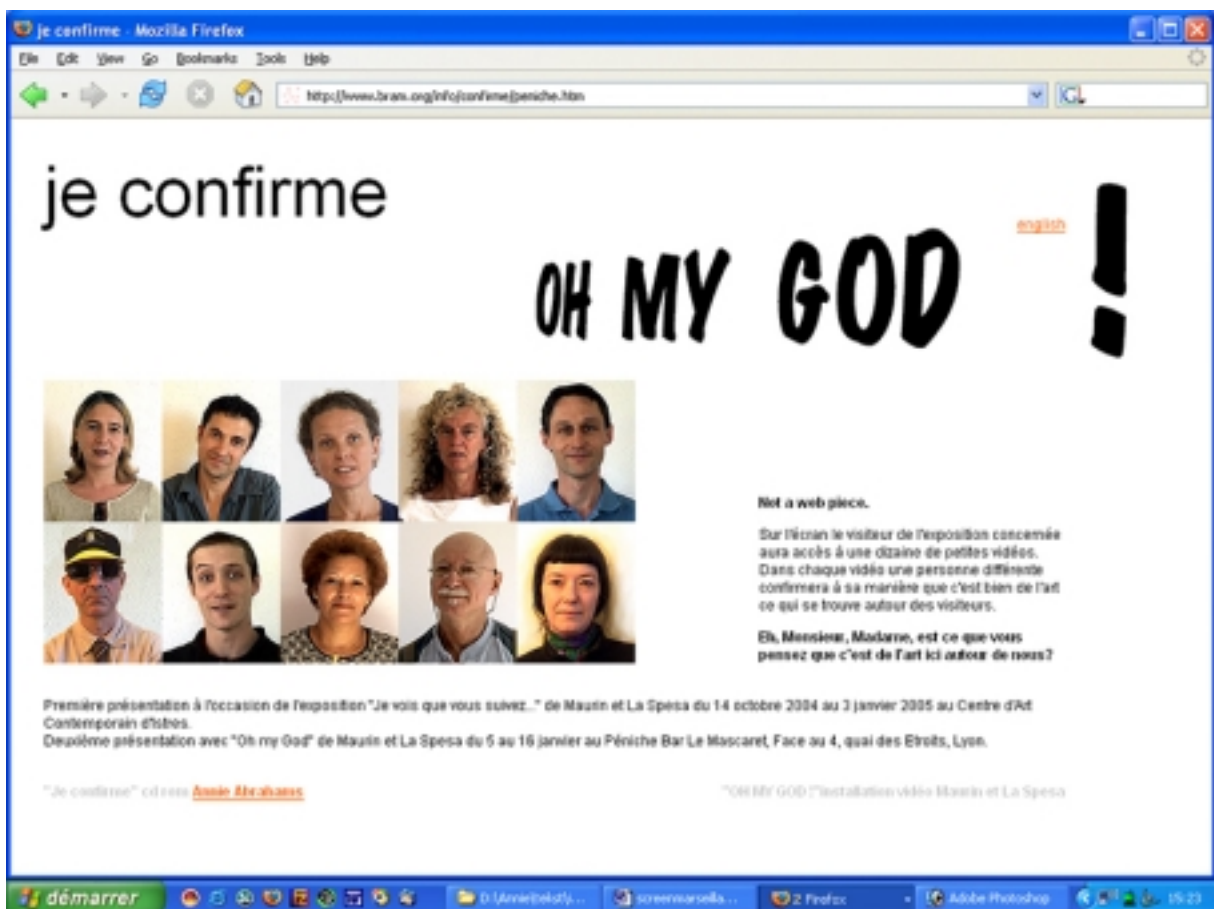 je confirme - Mozilla Firefox
File Edit View Go Bookmarks Tools Help
http://www.bram.org/info/confirme/peniche.htm
je confirme
english
OH MY GOD !
Not a web piece.
Sur l'écran le visiteur de l'exposition concernée
aura accès à une dizaine de petites vidéos.
Dans chaque vidéo une personne différente
confirmera à sa manière que c'est bien de l'art
ce qui se trouve autour des visiteurs.
Eh, Monsieur, Madame, est ce que vous
pensez que c'est de l'art ici autour de nous?
Première présentation à l'occasion de l'exposition "Je vois que vous suivez..." de Maurin et La Spesa du 14 octobre 2004 au 3 janvier 2005 au Centre d'Art
Contemporain d'Istres.
Deuxième présentation avec "Oh my God" de Maurin et La Spesa du 5 au 16 janvier au Péniche Bar Le Mascaret, Face au 4, quai des Etroits, Lyon.
"Je confirme" cd rom Annie Abrahams
"OH MY GOD !"installation vidéo Maurin et La Spesa
démarrer
screenmarseilla...
2 Firefox
Adobe Photoshop
15:23